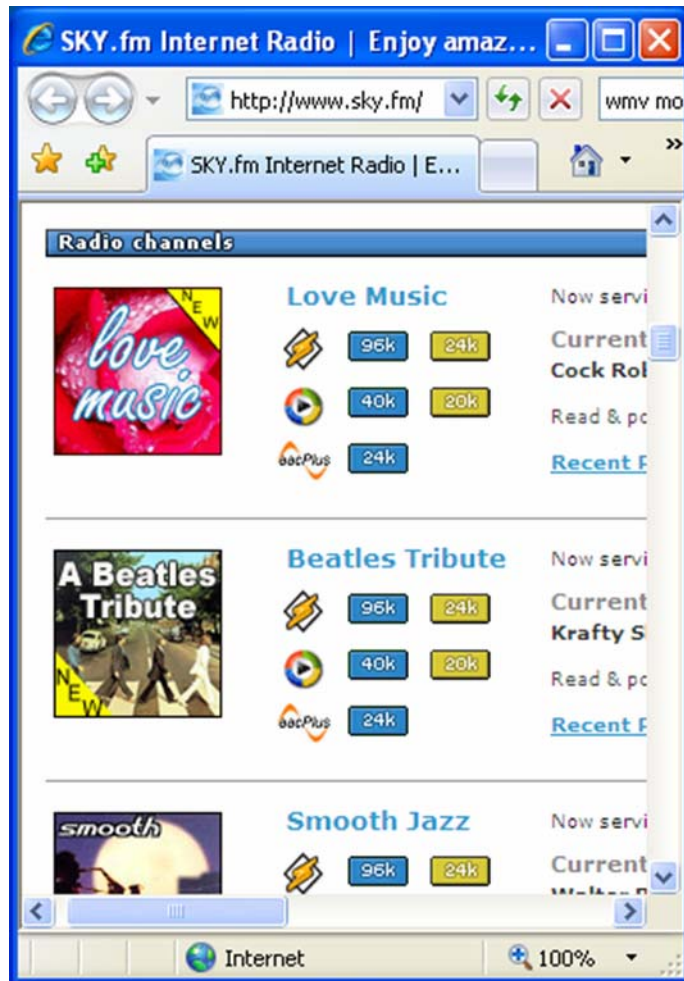 SKY.fm Internet Radio | Enjoy amaz...
http://www.sky.fm/
wmv mo
SKY.fm Internet Radio | E...
»
Radio channels
NEW
love
music
Love Music
96k 24k
40k 20k
aacPlus 24k
Now servi
Current
Cock Rob
Read & po
Recent P
A Beatles
Tribute
NEW
Beatles Tribute
96k 24k
40k 20k
aacPlus 24k
Now servi
Current
Krafty S
Read & po
Recent P
smooth
Smooth Jazz
96k 24k
Now servi
Current
Internet
100%